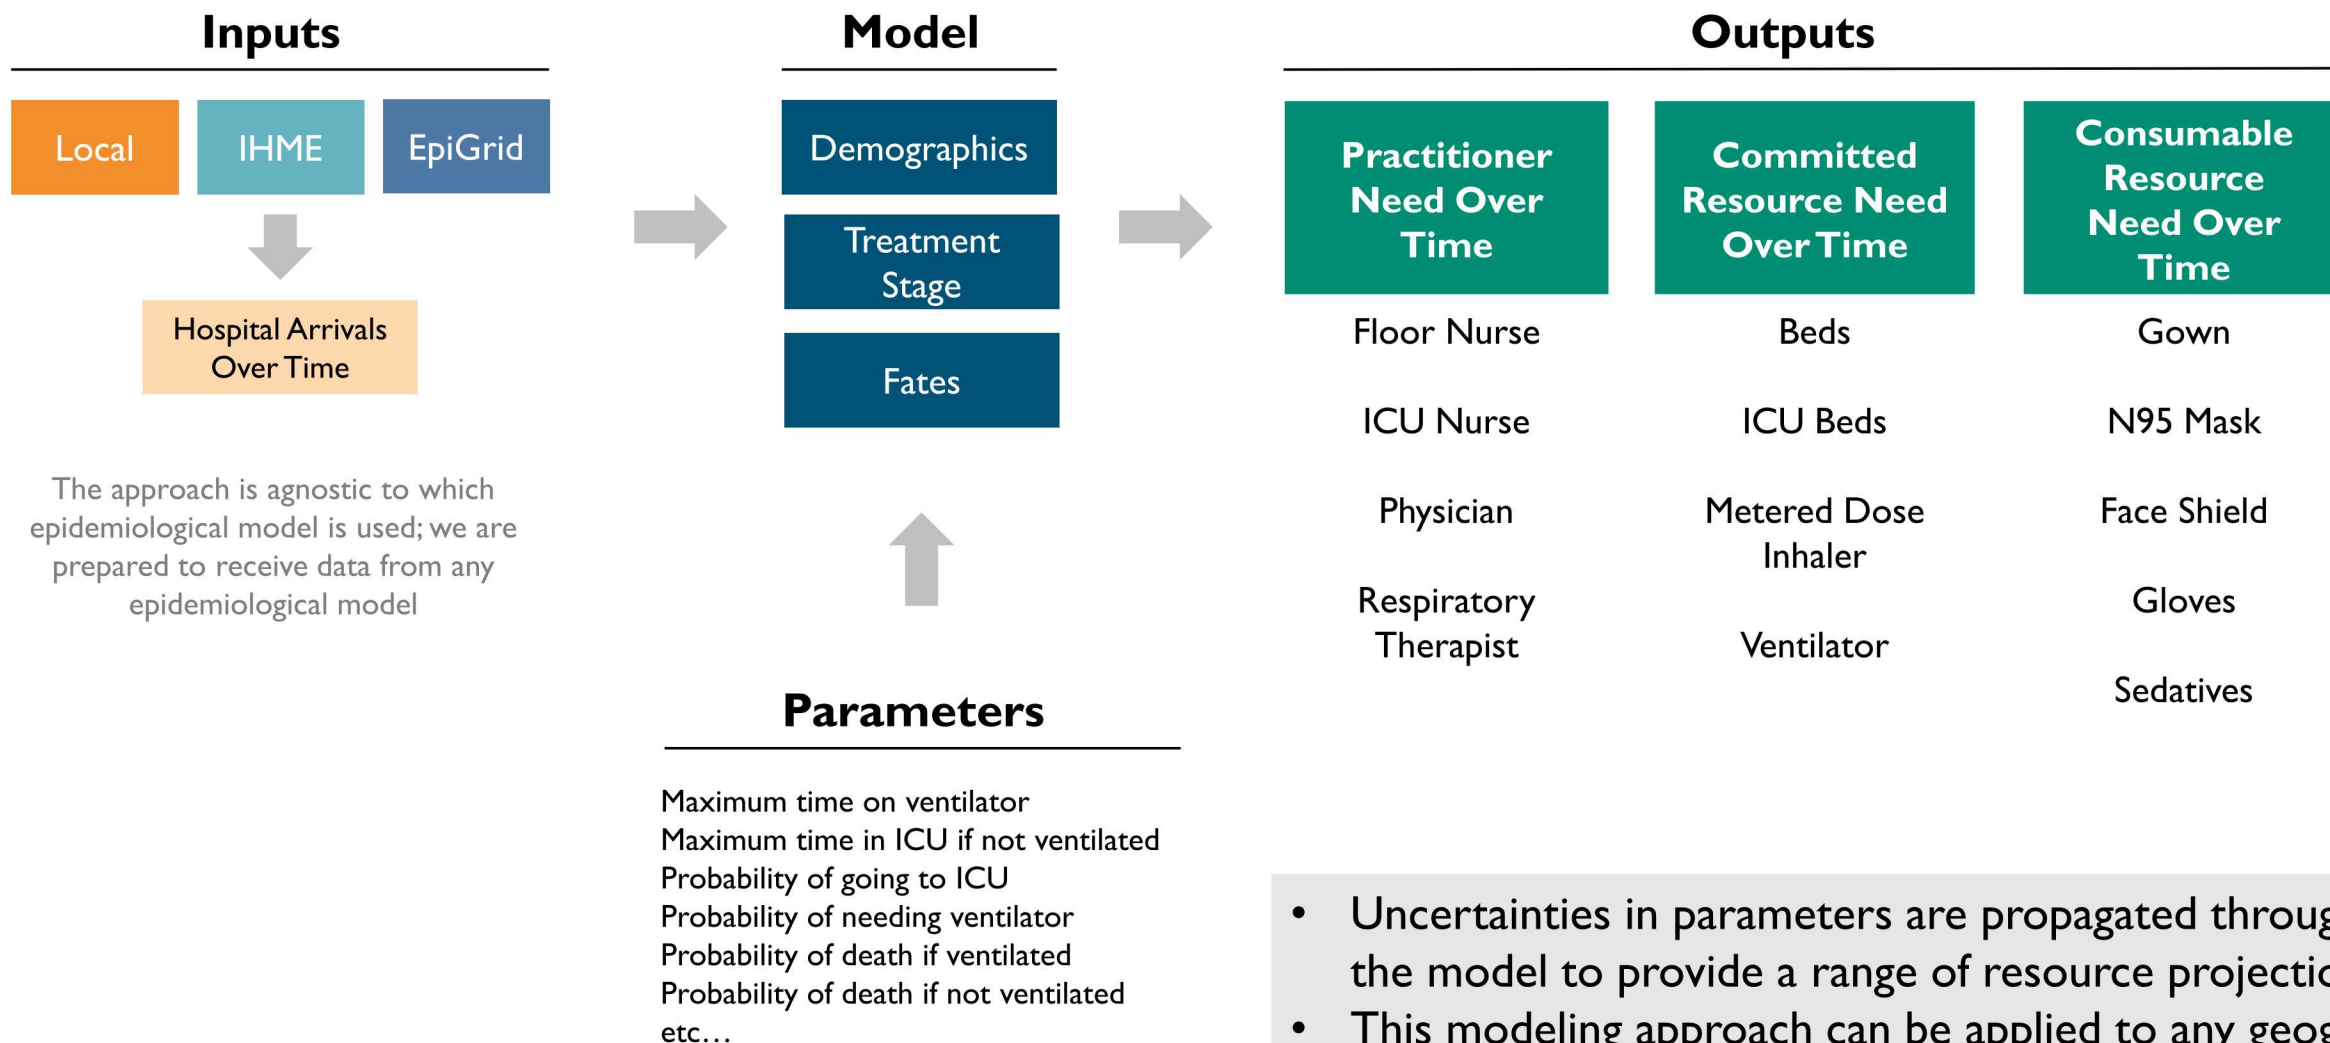 Inputs
Local
IHME
EpiGrid
Hospital Arrivals
Over Time
The approach is agnostic to which
epidemiological model is used; we are
prepared to receive data from any
epidemiological model
Model
Demographics
Treatment
Stage
Fates
Parameters
Maximum time on ventilator
Maximum time in ICU if not ventilated
Probability of going to ICU
Probability of needing ventilator
Probability of death if ventilated
Probability of death if not ventilated
etc…
Outputs
Practitioner
Need Over
Time
Floor Nurse
ICU Nurse
Physician
Respiratory
Therapist
Committed
Resource Need
Over Time
Beds
ICU Beds
Metered Dose
Inhaler
Ventilator
Consumable
Resource
Need Over
Time
Gown
N95 Mask
Face Shield
Gloves
Sedatives
• Uncertainties in parameters are propagated
the model to provide a range of resource
• This modeling approach can be applied to any